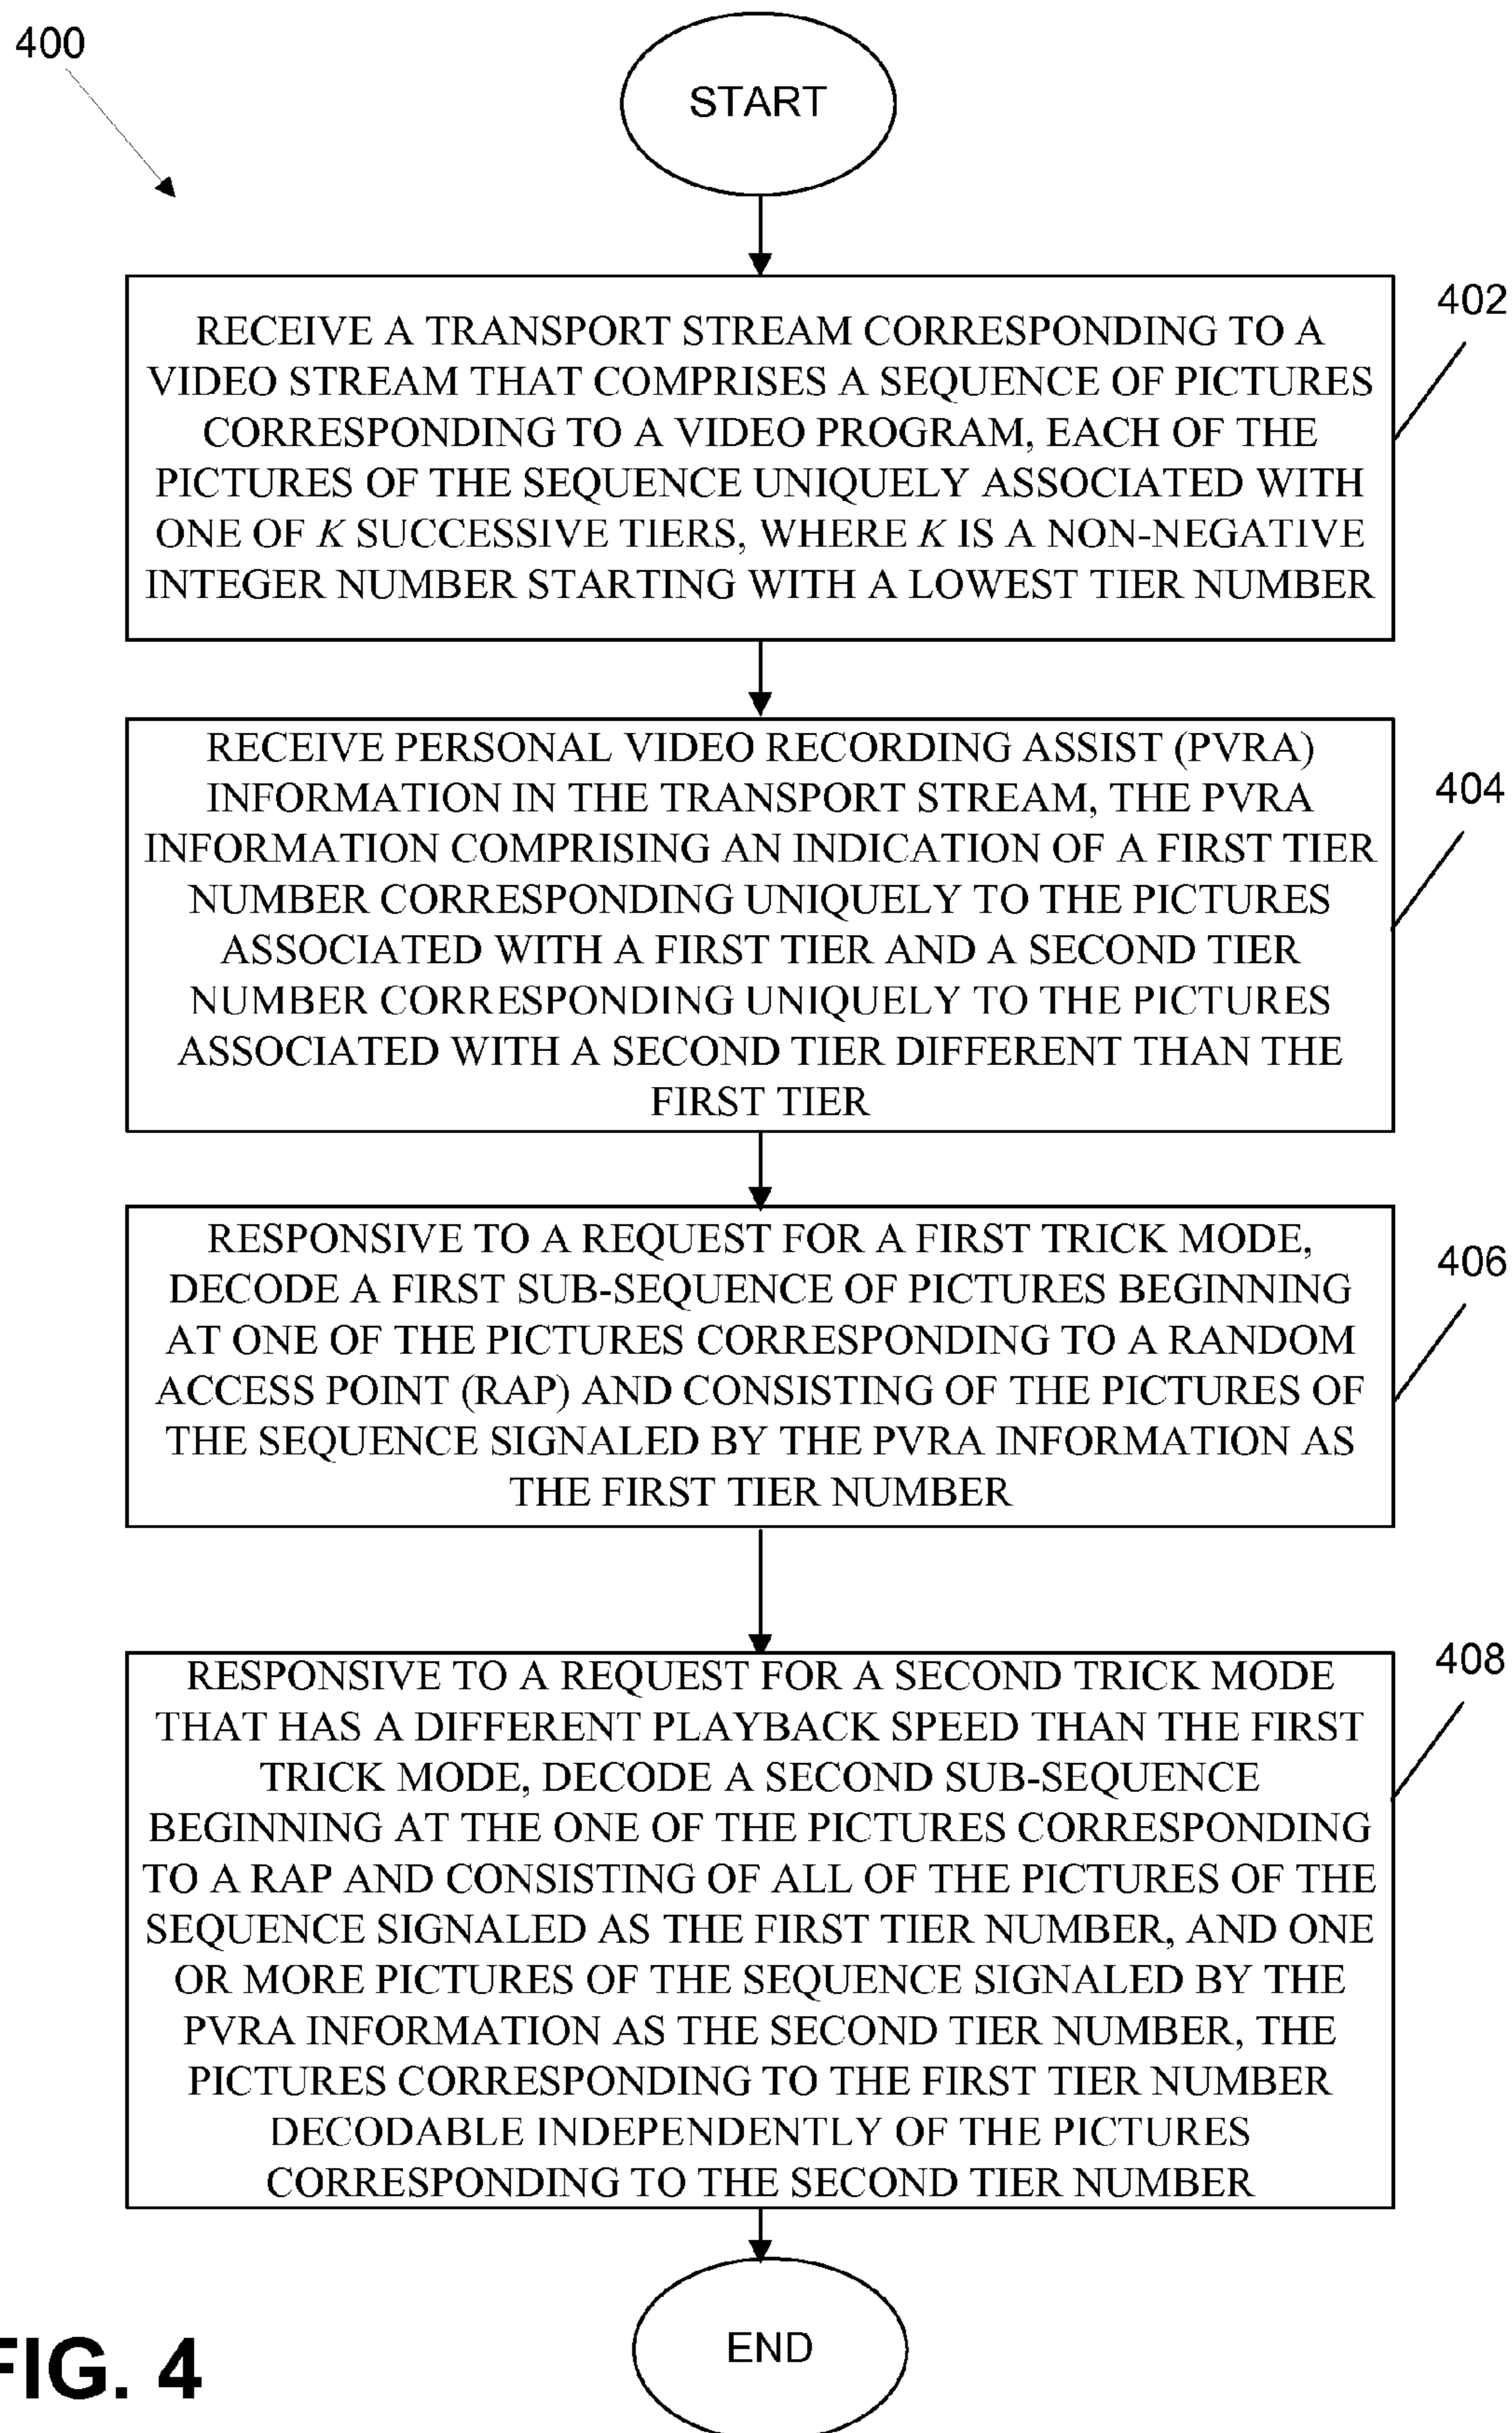 400
START
402
RECEIVE A TRANSPORT STREAM CORRESPONDING TO A
VIDEO STREAM THAT COMPRISES A SEQUENCE OF PICTURES
CORRESPONDING TO A VIDEO PROGRAM, EACH OF THE
PICTURES OF THE SEQUENCE UNIQUELY ASSOCIATED WITH
ONE OF K SUCCESSIVE TIERS, WHERE K IS A NON-NEGATIVE
INTEGER NUMBER STARTING WITH A LOWEST TIER NUMBER
404
RECEIVE PERSONAL VIDEO RECORDING ASSIST (PVRA)
INFORMATION IN THE TRANSPORT STREAM, THE PVRA
INFORMATION COMPRISING AN INDICATION OF A FIRST TIER
NUMBER CORRESPONDING UNIQUELY TO THE PICTURES
ASSOCIATED WITH A FIRST TIER AND A SECOND TIER
NUMBER CORRESPONDING UNIQUELY TO THE PICTURES
ASSOCIATED WITH A SECOND TIER DIFFERENT THAN THE
FIRST TIER
406
RESPONSIVE TO A REQUEST FOR A FIRST TRICK MODE,
DECODE A FIRST SUB-SEQUENCE OF PICTURES BEGINNING
AT ONE OF THE PICTURES CORRESPONDING TO A RANDOM
ACCESS POINT (RAP) AND CONSISTING OF THE PICTURES OF
THE SEQUENCE SIGNALED BY THE PVRA INFORMATION AS
THE FIRST TIER NUMBER
408
RESPONSIVE TO A REQUEST FOR A SECOND TRICK MODE
THAT HAS A DIFFERENT PLAYBACK SPEED THAN THE FIRST
TRICK MODE, DECODE A SECOND SUB-SEQUENCE
BEGINNING AT THE ONE OF THE PICTURES CORRESPONDING
TO A RAP AND CONSISTING OF ALL OF THE PICTURES OF THE
SEQUENCE SIGNALED AS THE FIRST TIER NUMBER, AND ONE
OR MORE PICTURES OF THE SEQUENCE SIGNALED BY THE
PVRA INFORMATION AS THE SECOND TIER NUMBER, THE
PICTURES CORRESPONDING TO THE FIRST TIER NUMBER
DECODABLE INDEPENDENTLY OF THE PICTURES
CORRESPONDING TO THE SECOND TIER NUMBER
END
FIG. 4